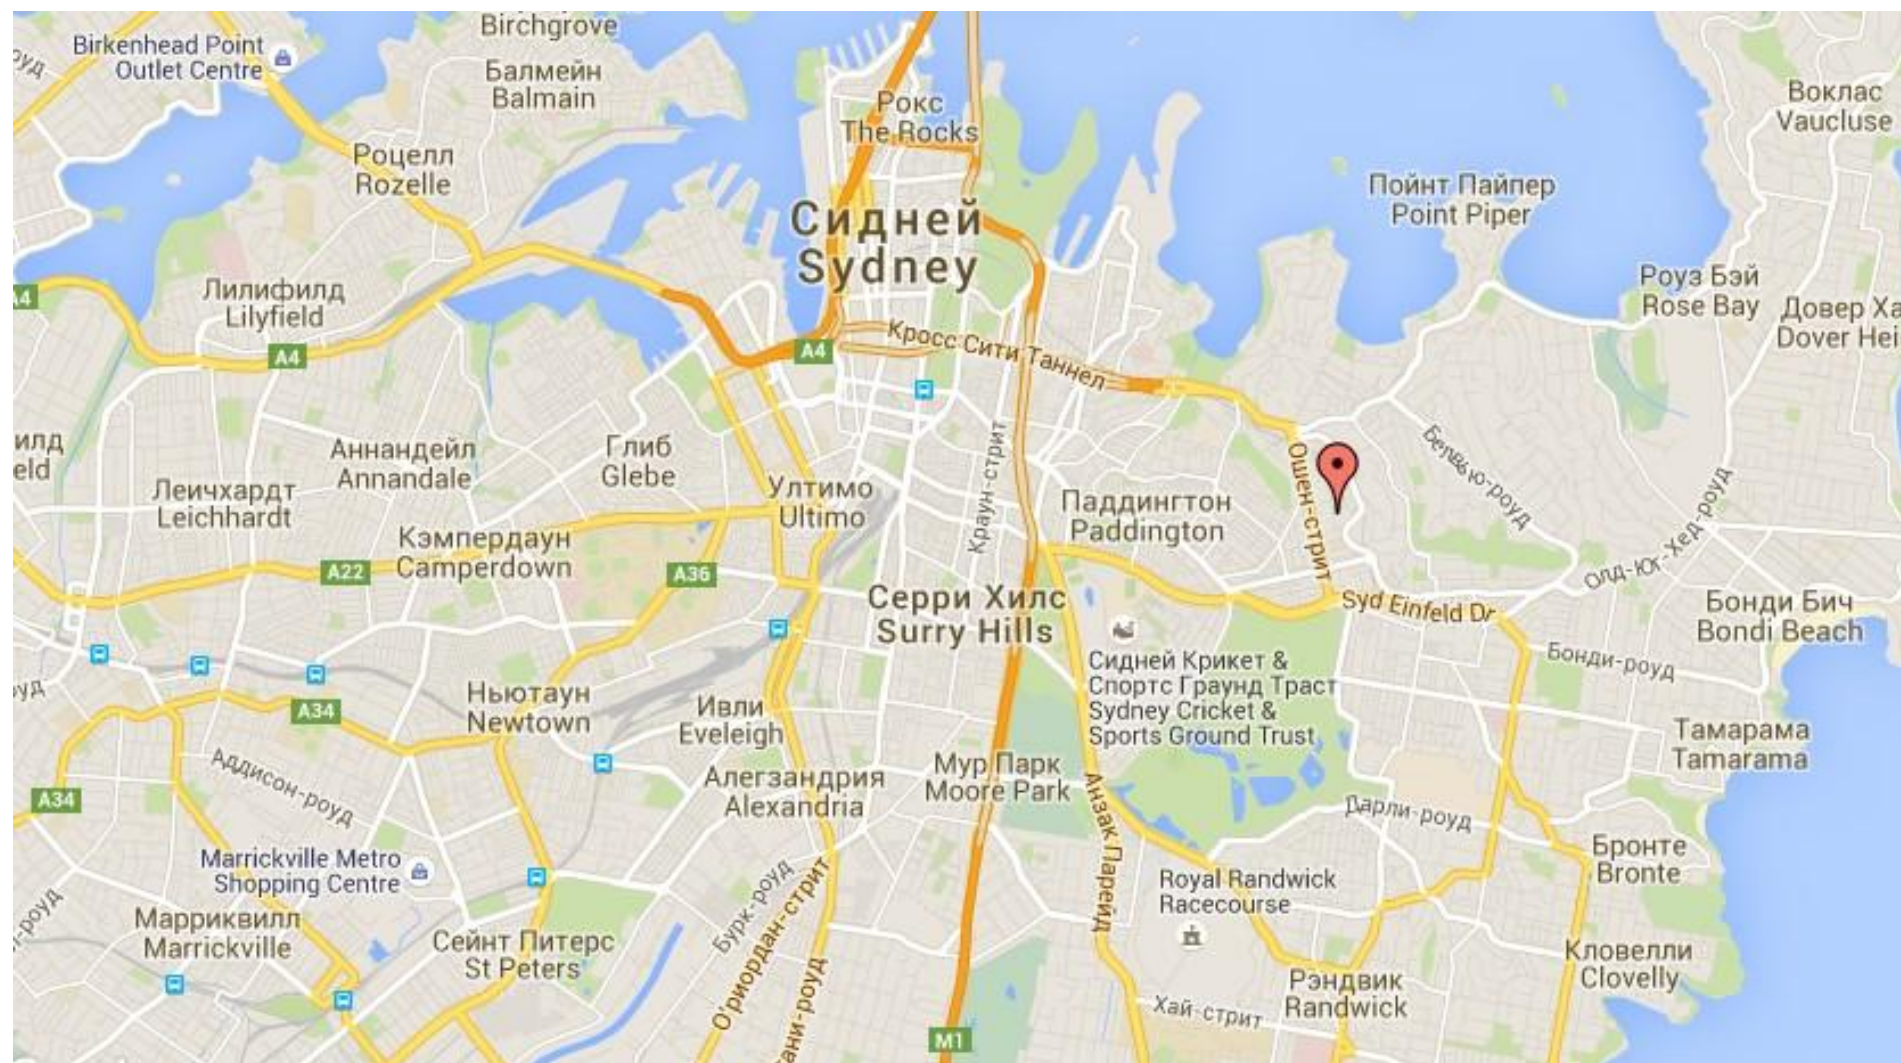 Birchgrove
Birkenhead Point
Outlet Centre
Балмейн
Balmain
Рокс
The Rocks
Воклас
Vaucluse
Роцелл
Rozelle
Пойнт Пайпер
Point Piper
Сидней
Sydney
Роуз Бэй
Rose Bay
Довер Ха
Dover Hei
Лилифилд
Lilyfield
A4
A4
A4
Кросс Сити Таннел
илд
eld
Аннандейл
Annandale
Глиб
Glebe
Леичхардт
Leichhardt
Ултимо
Ultimo
Краун-стрит
Паддингтон
Paddington
Ошен-стрит
Белвью-роуд
Олд-Юг-Хед-роуд
Кэмпердаун
Camperdown
A22
A36
Серри Хилс
Surry Hills
Syd Einfeld Dr
Бонди Бич
Bondi Beach
Бонди-роуд
Сидней Крикет &
Спортс Граунд Траст
Sydney Cricket &
Sports Ground Trust
Ньютаун
Newtown
A34
Ивли
Eveleigh
Тамарама
Tamarama
Аддисон-роуд
Алегзандрия
Alexandria
Мур Парк
Moore Park
Анзак Парейд
Дарли-роуд
A34
Бронте
Bronte
Marrickville Metro
Shopping Centre
Royal Randwick
Racecourse
Бурк-роуд
О'риордан-стрит
Марриквилл
Marrickville
Сейнт Питерс
St Peters
Кловелли
Clovelly
Рэндвик
Randwick
Хай-стрит
M1